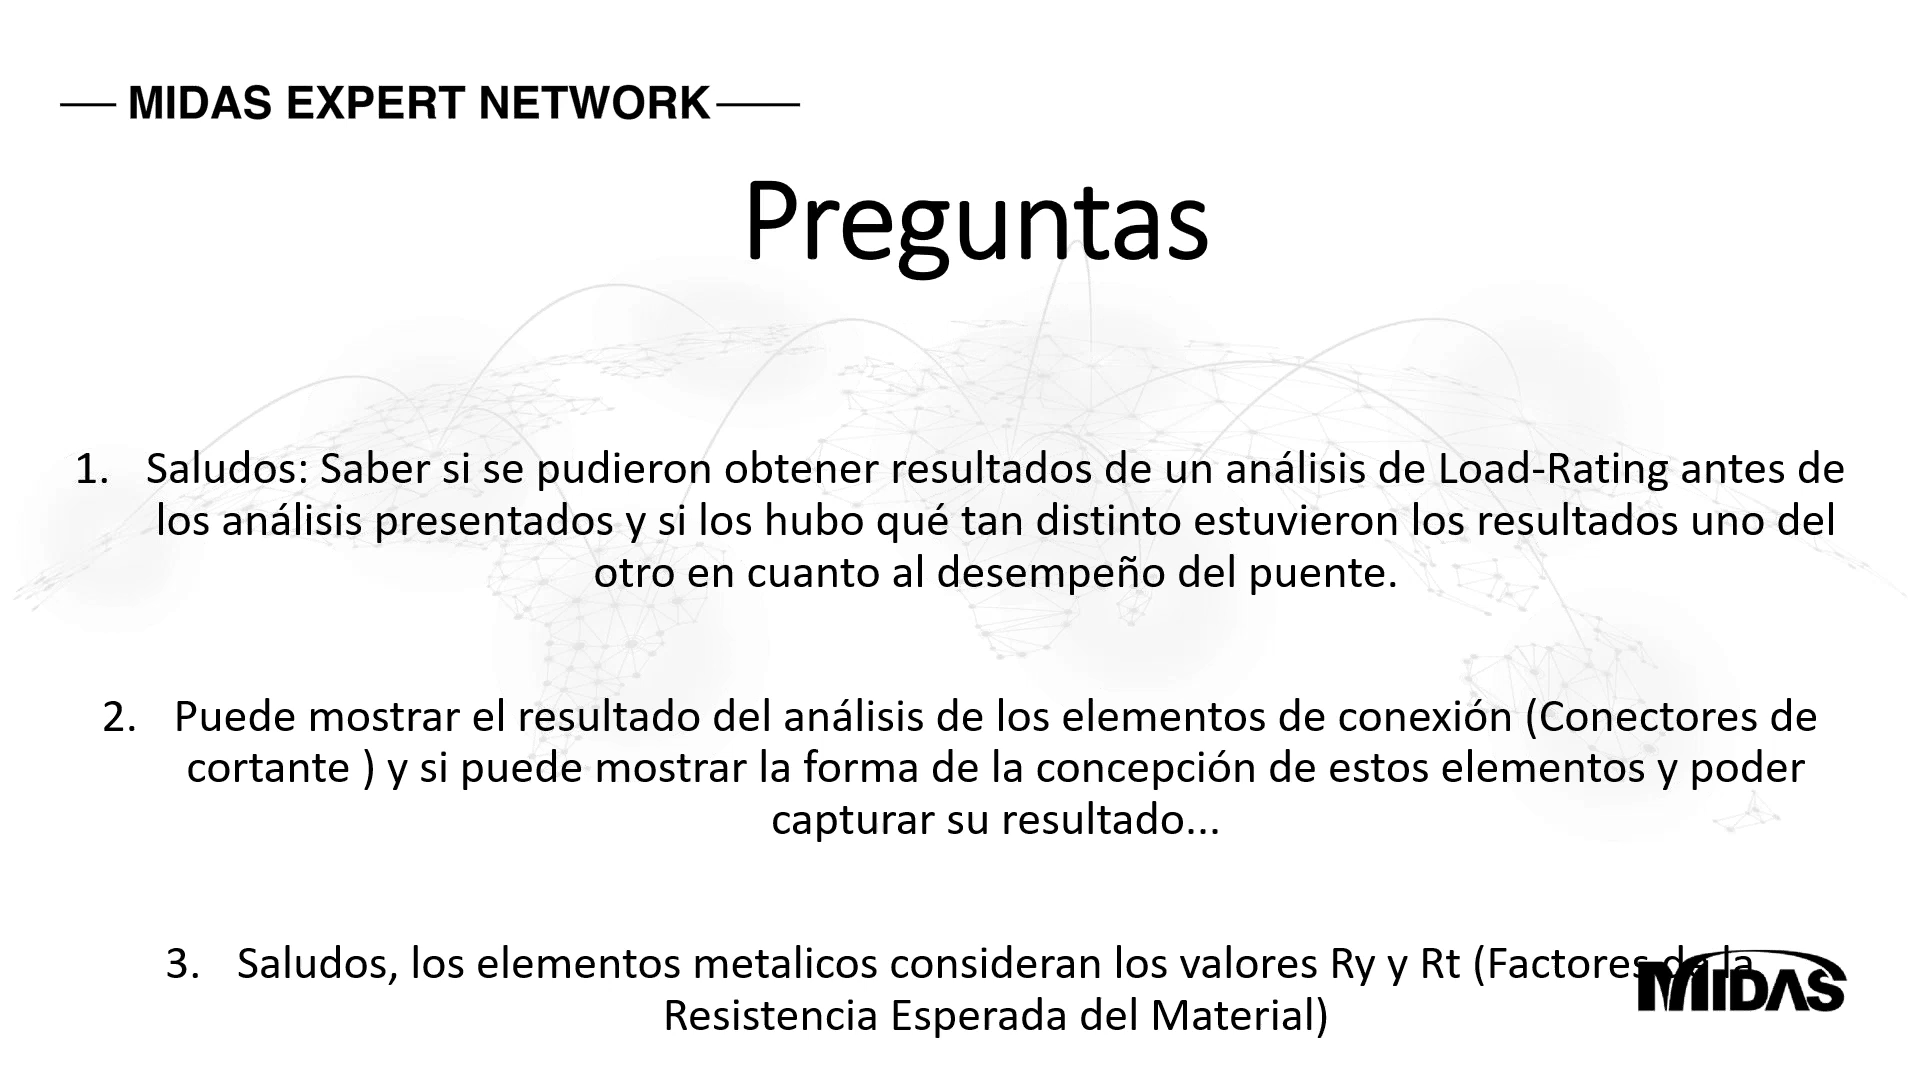 MIDAS EXPERT NETWORK
Preguntas
1. Saludos: Saber si se pudieron obtener resultados de un análisis de Load-Rating antes de
los análisis presentados y si los hubo qué tan distinto estuvieron los resultados uno del
otro en cuanto al desempeño del puente.
2. Puede mostrar el resultado del análisis de los elementos de conexión (Conectores de
cortante ) y si puede mostrar la forma de la concepción de estos elementos y poder
capturar su resultado...
3. Saludos, los elementos metalicos consideran los valores Ry y Rt (Factores de la
Resistencia Esperada del Material)
MIDAS